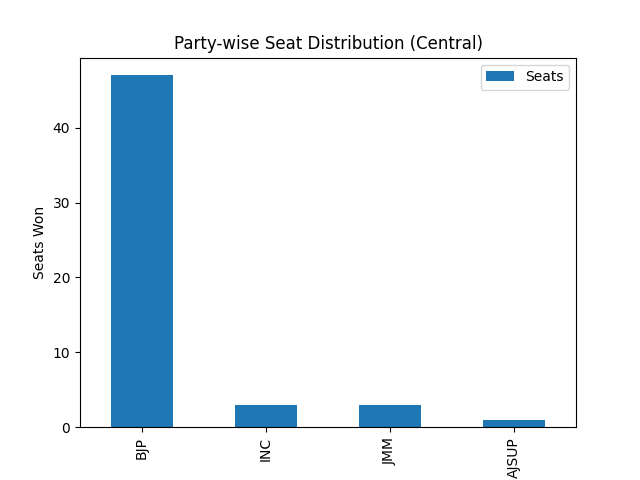 Party-wise Seat Distribution (Central)
Seats
Seats Won
40
30
20
10
0
BJP
INC
JMM
AJSUP